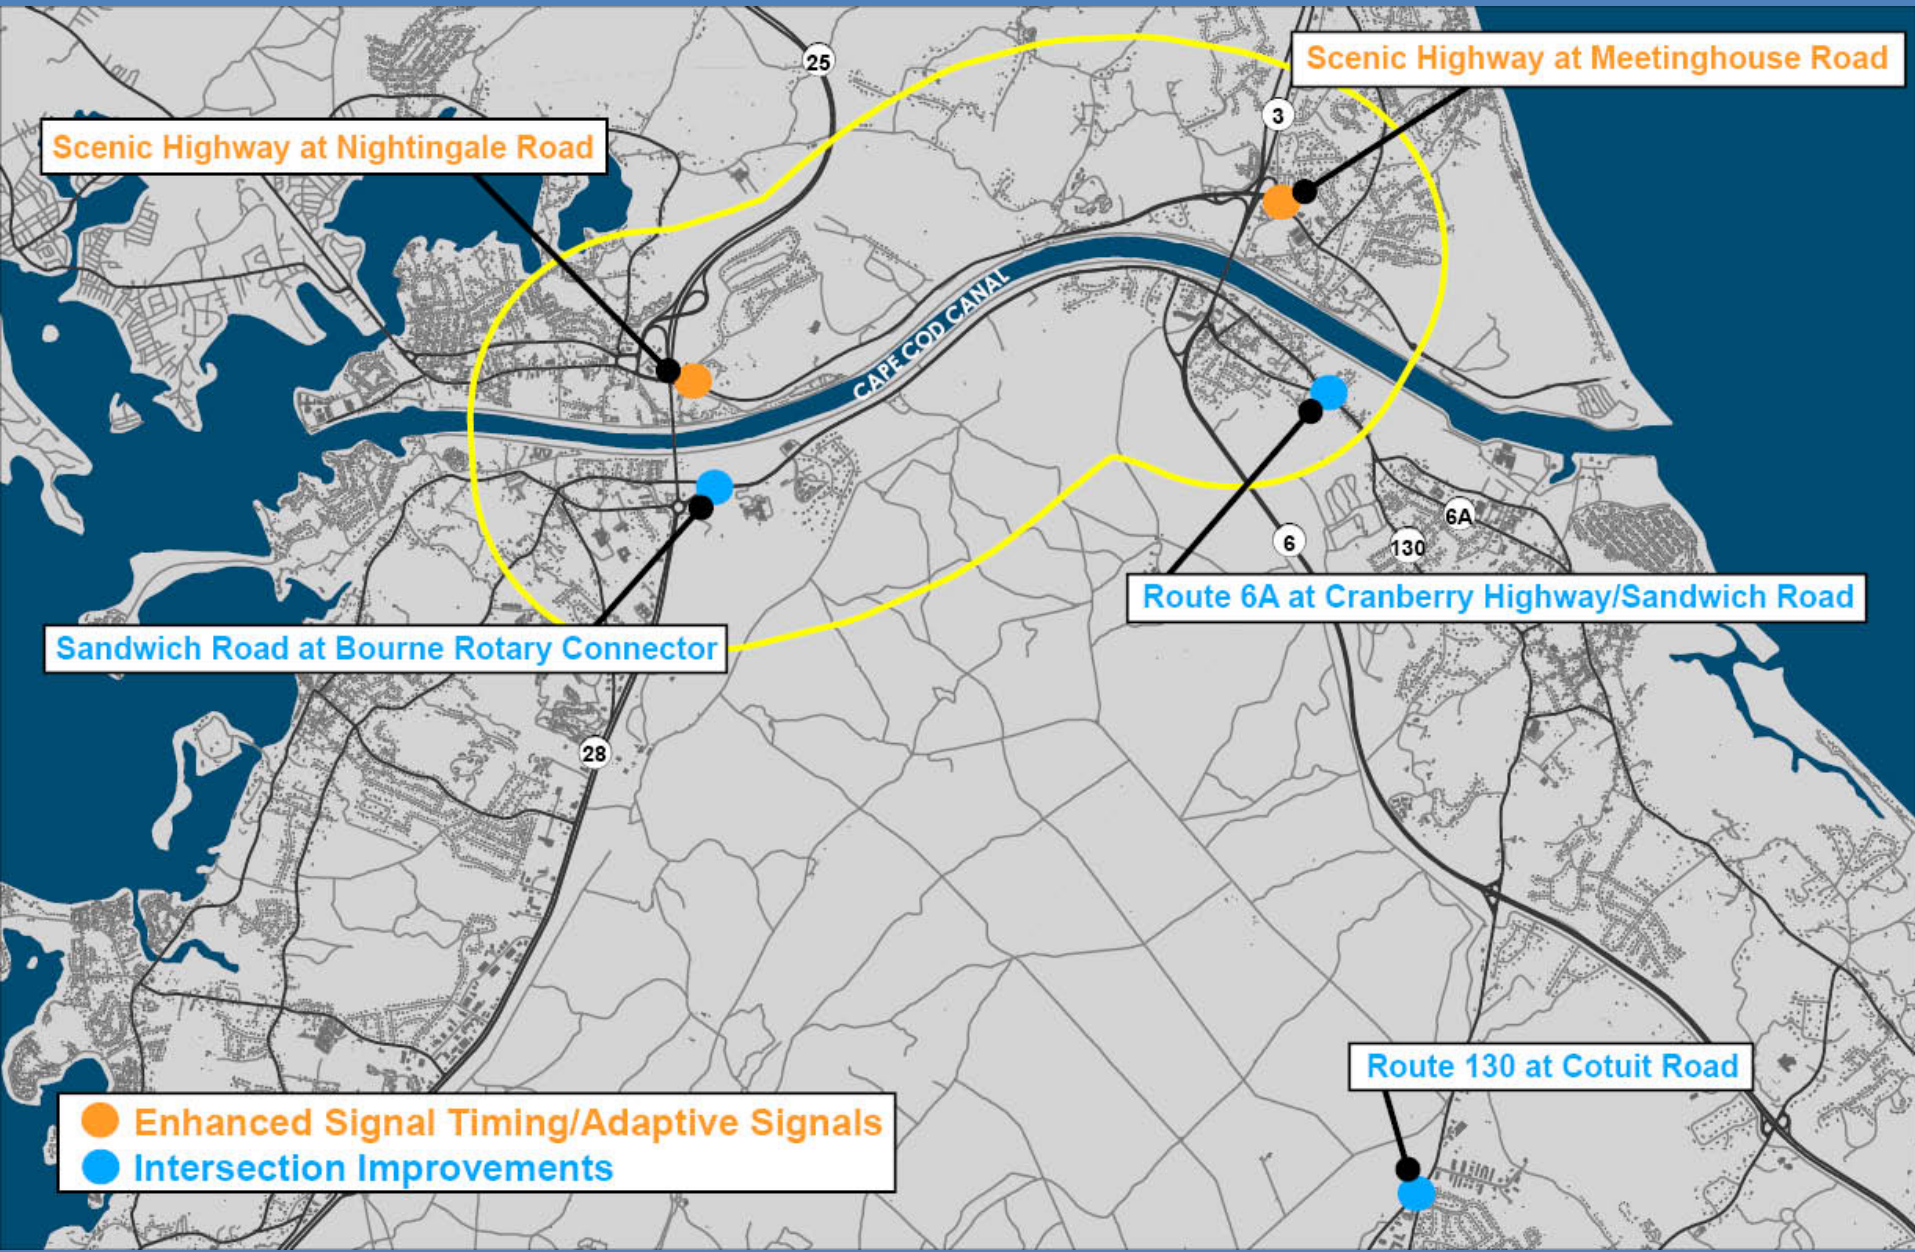 25
Scenic Highway at Meetinghouse Road
3
Scenic Highway at Nightingale Road
CAPE COD CANAL
6A
6
130
Route 6A at Cranberry Highway/Sandwich Road
Sandwich Road at Bourne Rotary Connector
28
Route 130 at Cotuit Road
Enhanced Signal Timing/Adaptive Signals
Intersection Improvements